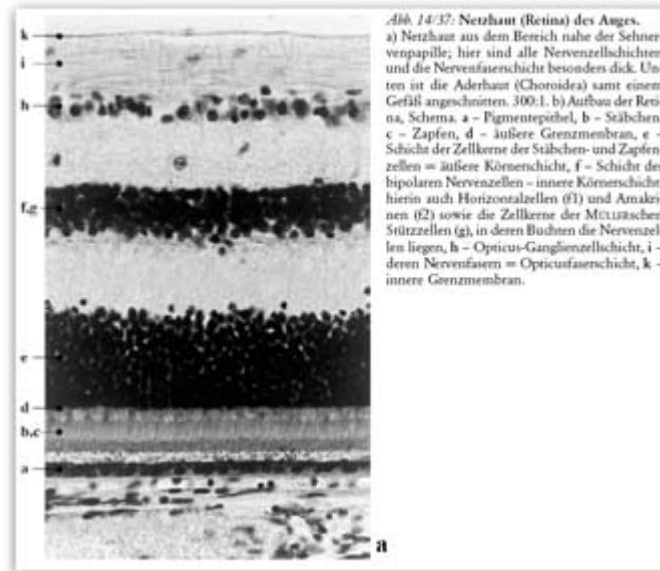 k
i
h
f,g
e
d
b,c
a
a
Abb. 14/37: Netzhaut (Retina) des Auges.
a) Netzhaut aus dem Bereich nahe der Sehner-
venpapille; hier sind alle Nervenzellschichten
und die Nervenfaserschicht besonders dick. Un-
ten ist die Aderhaut (Choroidea) samt einem
Gefäß angeschnitten. 300:1. b) Aufbau der Reti-
na, Schema. a – Pigmentepithel, b – Stäbchen,
c – Zapfen, d – äußere Grenzmenbran, e –
Schicht der Zellkerne der Stäbchen- und Zapfen-
zellen = äußere Körnerschicht, f – Schicht der
bipolaren Nervenzellen – innere Körnerschicht,
hierin auch Horizontalzellen (f1) und Amakri-
nen (f2) sowie die Zellkerne der MÜLLERschen
Stützzellen (g), in deren Buchten die Nervenzel-
len liegen, h – Opticus-Ganglienzellschicht, i –
deren Nervenfasern = Opticusfaserschicht, k –
innere Grenzmembran.